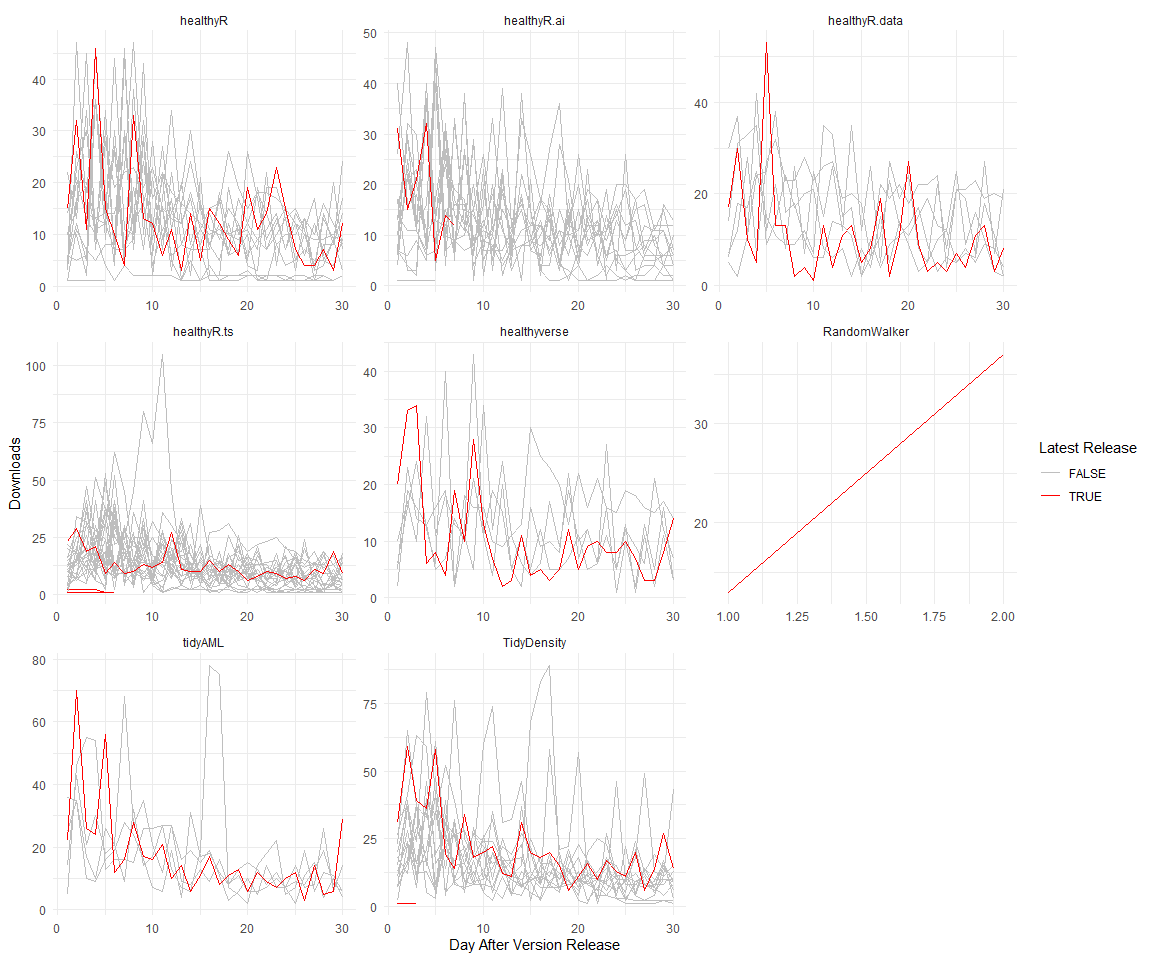 healthyR healthyR.ai healthyR.data
50
40 40 40
30 30
20 20 20
10 10
0 0 0
0 10 20 30 0 10 20 30 0 10 20 30
healthyR.ts healthyverse RandomWalker
100 40
75 30 30
50 20
25 10 20
0 0
0 10 20 30 0 10 20 30 1.00 1.25 1.50 1.75 2.00
tidyAML TidyDensity
80
60 75
40 50
20 25
0 0
0 10 20 30 0 10 20 30
Day After Version Release
Downloads
Latest Release
FALSE
TRUE